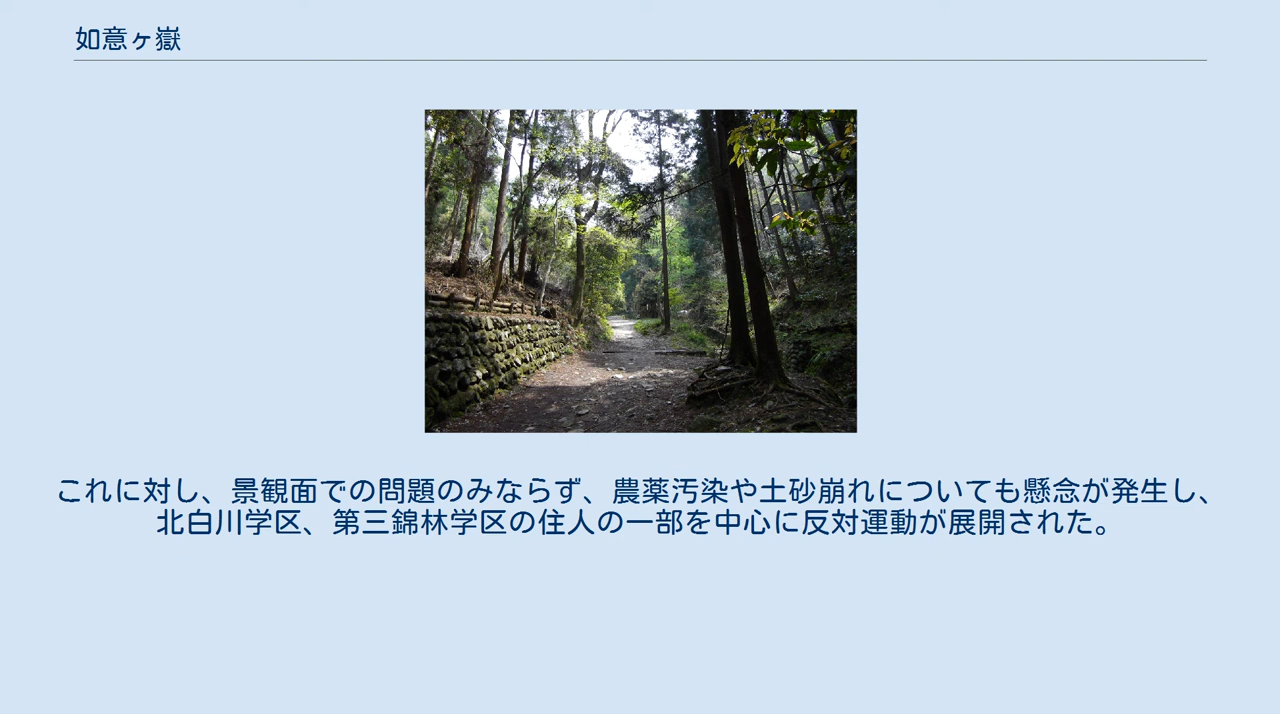 如意ヶ嶽
これに対し、景観面での問題のみならず、農薬汚染や土砂崩れについても懸念が発生し、
北白川学区、第三錦林学区の住人の一部を中心に反対運動が展開された。